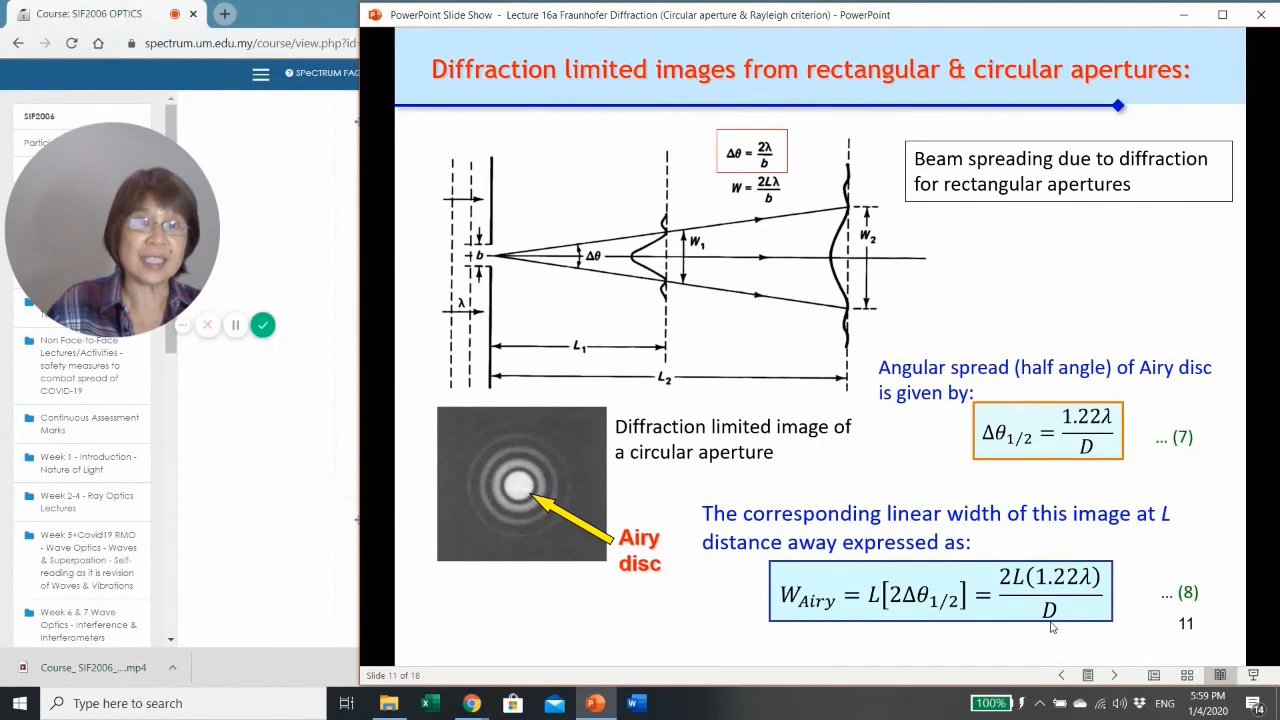 Course: SIF2006 OPTICS
spectrum.edu.my/course/view.php?id=
SPeCTRUM FAQ
SIF2006
Particip
Grades
Non Face-to-Face
Lectures/Activities -
safety measures to
combat spread of
COVID-19
Continuous Assessment
Marks
Week 1 - Introduction
- Nature of Light
Week 2-4 - Ray Optics
Lectures
Week 5+Covid19 RMO
- Wave Optics - Waves
& Superposition - Self-
reading as it is revision
of Waves & Vibrations
Week 6 & 7 Wave
Optics - Interference &
Interferometers
Course_ SIF2006_....mp4
PowerPoint Slide Show - Lecture 16a Fraunhofer Diffraction (Circular aperture & Rayleigh criterion) - PowerPoint
Diffraction limited images from rectangular & circular apertures:
Δθ = 2λ/b
W = 2Lλ/b
b
Δθ
W₁
W₂
λ
L₁
L₂
Beam spreading due to diffraction
for rectangular apertures
Angular spread (half angle) of Airy disc
is given by:
Δθ₁/₂ = 1.22λ/D
... (7)
Diffraction limited image of
a circular aperture
Airy
disc
The corresponding linear width of this image at L
distance away expressed as:
W_Airy = L[2Δθ₁/₂] = 2L(1.22λ)/D
... (8)
11
Slide 11 of 18
Type here to search
100%
ENG
5:59 PM
1/4/2020
14